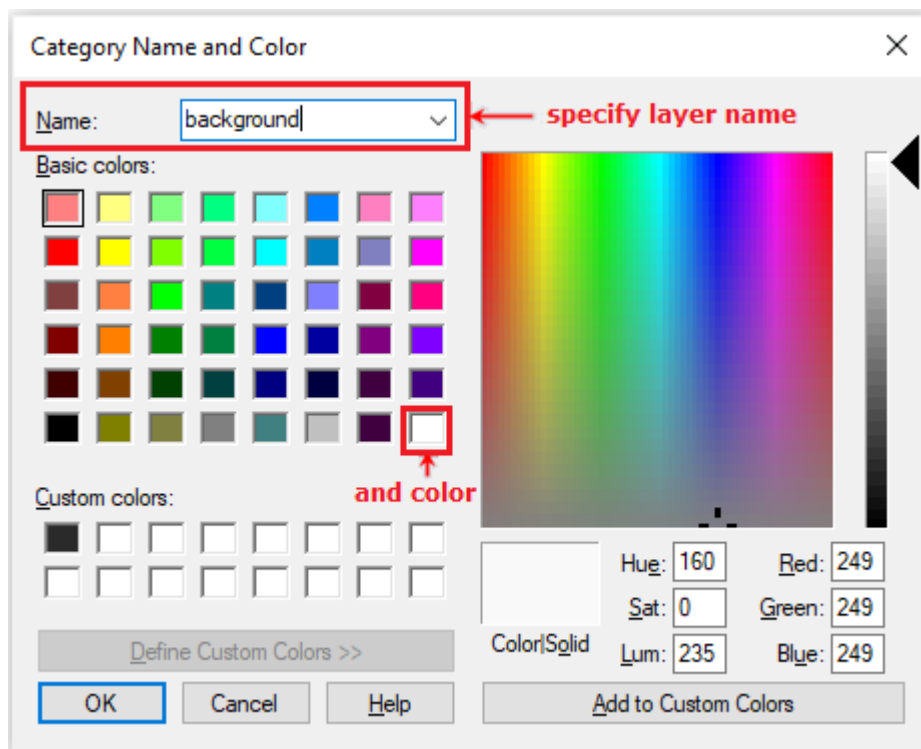 Category Name and Color
Name: background
specify layer name
Basic colors:
and color
Custom colors:
Define Custom Colors >>
OK Cancel Help
Color|Solid
Hue: 160 Red: 249
Sat: 0 Green: 249
Lum: 235 Blue: 249
Add to Custom Colors